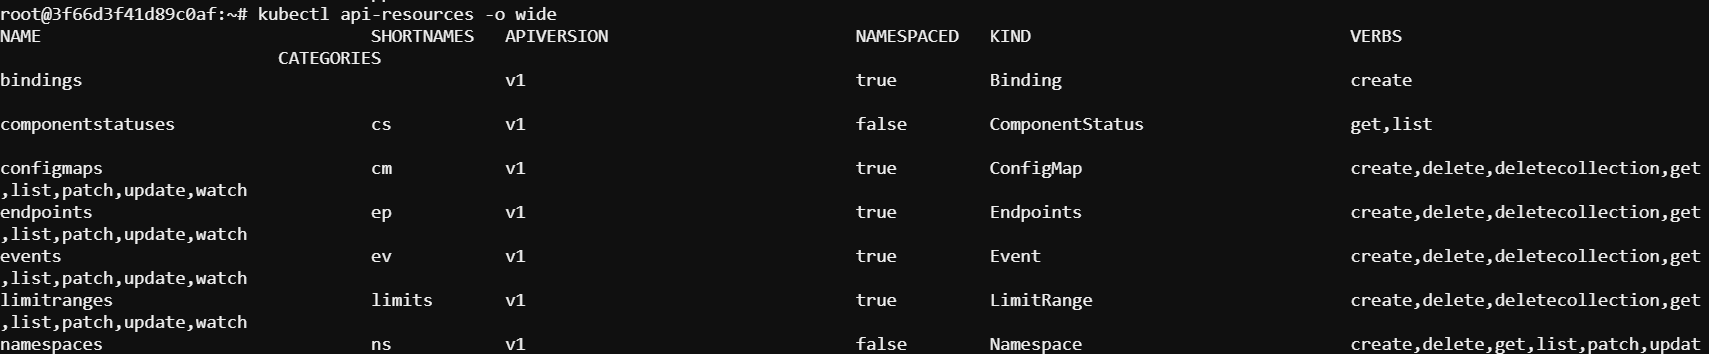 root@3f66d3f41d89c0af:~# kubectl api-resources -o wide
NAME SHORTNAMES APIVERSION NAMESPACED KIND VERBS
CATEGORIES
bindings v1 true Binding create
componentstatuses cs v1 false ComponentStatus get,list
configmaps cm v1 true ConfigMap create,delete,deletecollection,get
,list,patch,update,watch
endpoints ep v1 true Endpoints create,delete,deletecollection,get
,list,patch,update,watch
events ev v1 true Event create,delete,deletecollection,get
,list,patch,update,watch
limitranges limits v1 true LimitRange create,delete,deletecollection,get
,list,patch,update,watch
namespaces ns v1 false Namespace create,delete,get,list,patch,updat